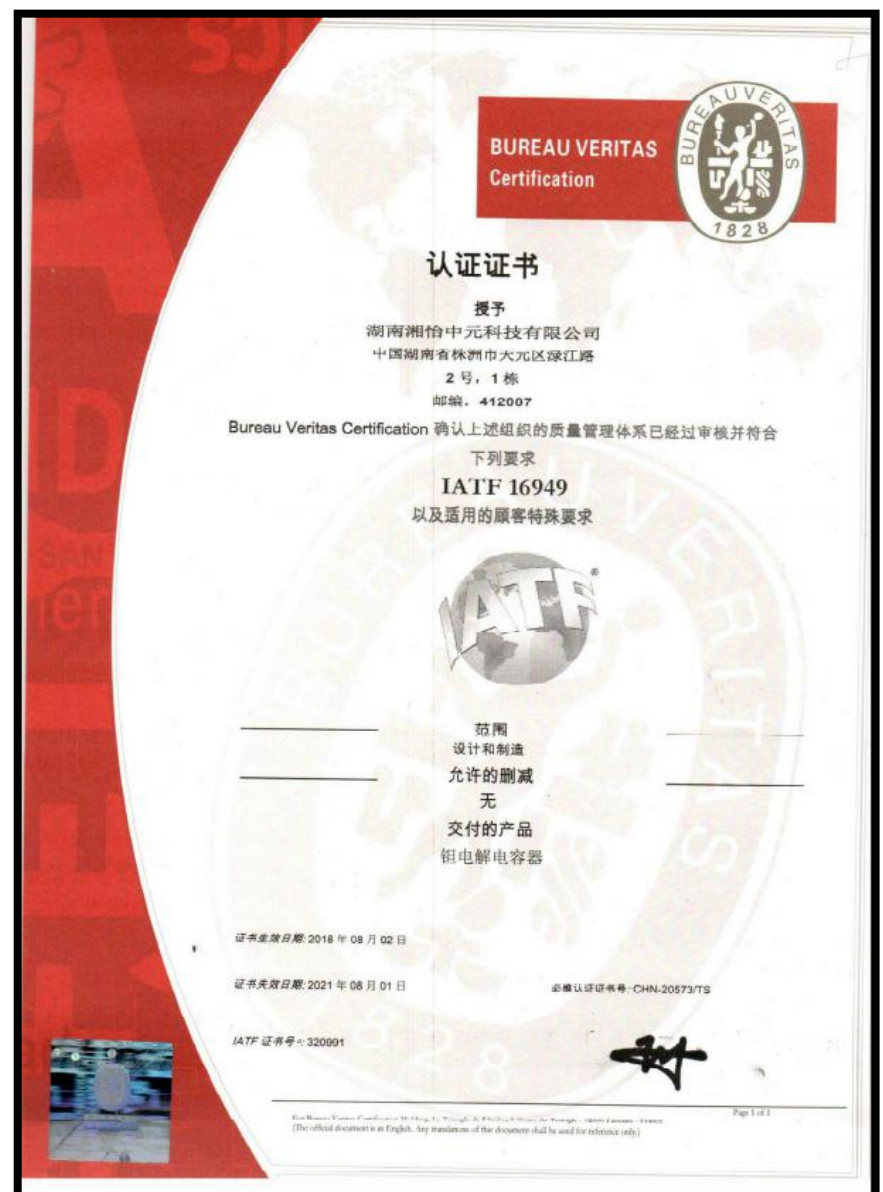 BUREAU VERITAS
Certification
BUREAU VERITAS
1828
认证证书
授予
湖南湘怡中元科技有限公司
中国湖南省株洲市天元区渌江路
2 号，1 栋
邮编．412007
Bureau Veritas Certification 确认上述组织的质量管理体系已经过审核并符合
下列要求
IATF 16949
以及适用的顾客特殊要求
IATF®
范围
设计和制造
允许的删减
无
交付的产品
钽电解电容器
证书生效日期: 2018 年 08 月 02 日
证书失效日期: 2021 年 08 月 01 日
必维认证证书号: CHN-20573/TS
IATF 证书号 : 320991
Page 1 of 1
(The official document is in English. Any translations of this document shall be used for reference only.)